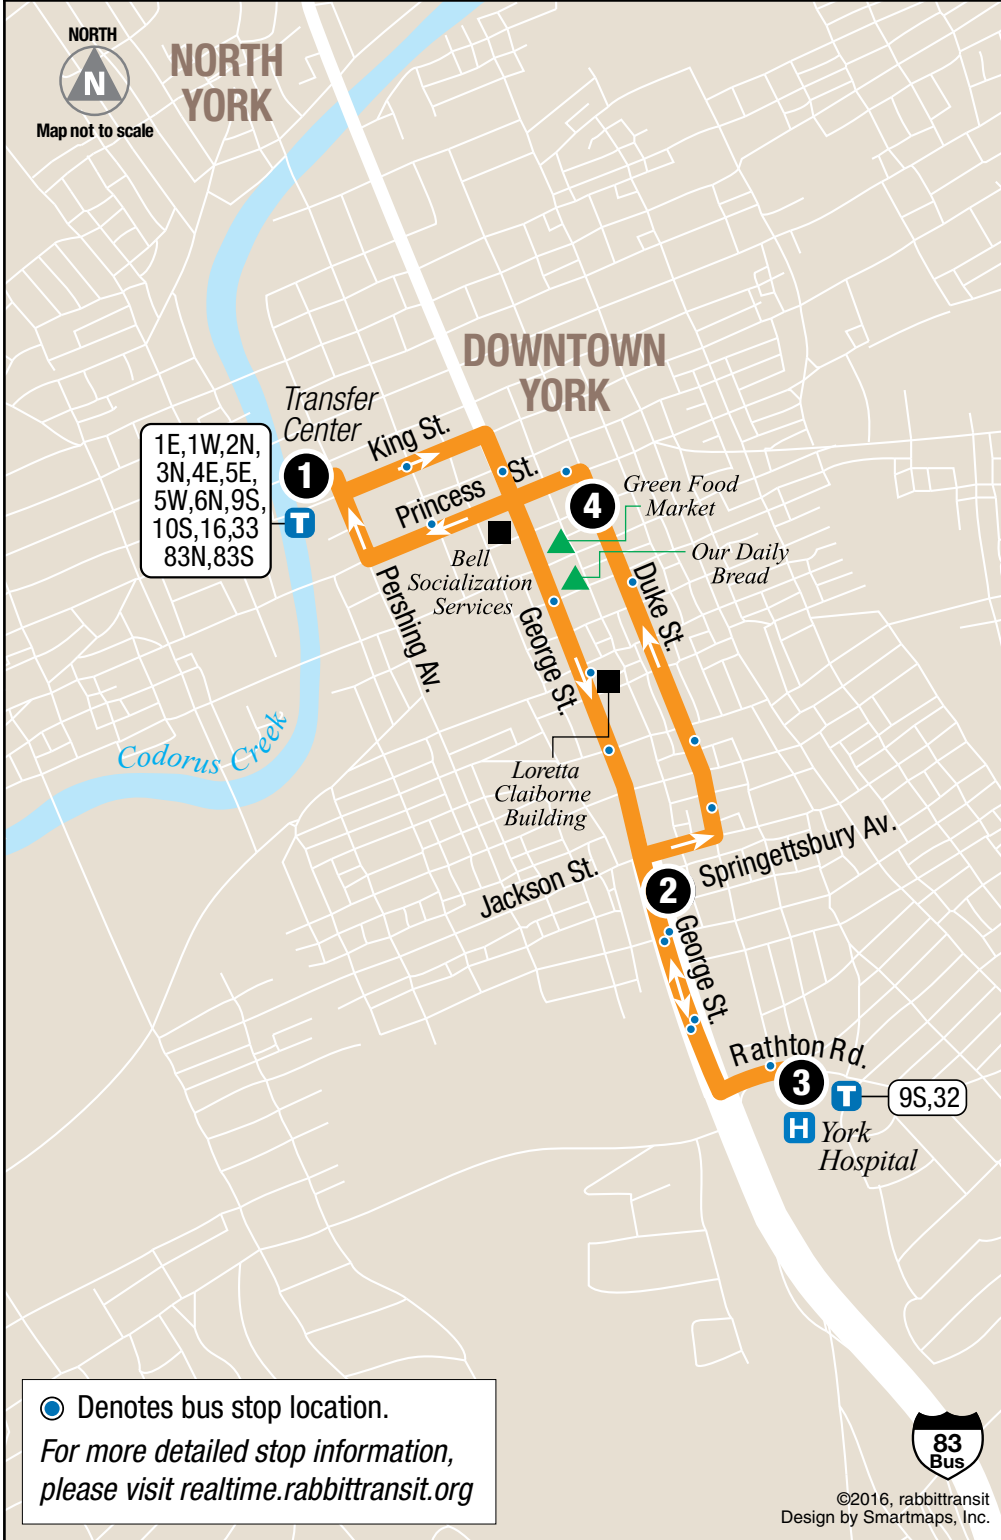 NORTH
N
Map not to scale
NORTH
YORK
DOWNTOWN
YORK
Transfer
Center
1E,1W,2N,
3N,4E,5E,
5W,6N,9S,
10S,16,33
83N,83S
1
T
King St.
Princess St.
4
Green Food
Market
Our Daily
Bread
Bell
Socialization
Services
Pershing Av.
George St.
Duke St.
Codorus Creek
Loretta
Claiborne
Building
Springettsbury Av.
Jackson St.
2
George St.
Rathton Rd.
3
T
9S,32
H
York
Hospital
Denotes bus stop location.
For more detailed stop information,
please visit realtime.rabbittransit.org
83
Bus
©2016, rabbittransit
Design by Smartmaps, Inc.